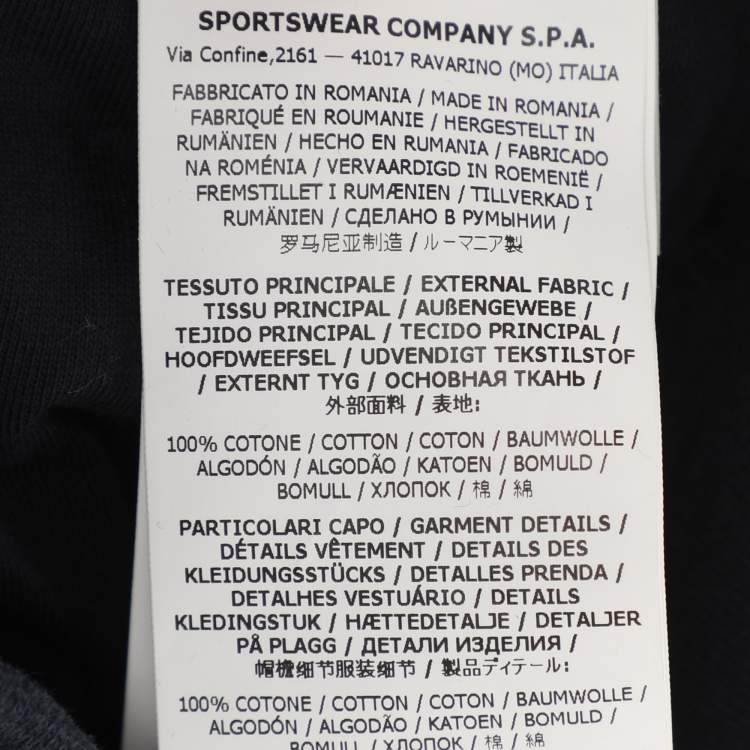 SPORTSWEAR COMPANY S.P.A.
Via Confine,2161 — 41017 RAVARINO (MO) ITALIA
FABBRICATO IN ROMANIA / MADE IN ROMANIA /
FABRIQUÉ EN ROUMANIE / HERGESTELLT IN
RUMÄNIEN / HECHO EN RUMANIA / FABRICADO
NA ROMÉNIA / VERVAARDIGD IN ROEMENIË /
FREMSTILLET I RUMÆNIEN / TILLVERKAD I
RUMÄNIEN / СДЕЛАНО В РУМЫНИИ /
罗马尼亚制造 / ルーマニア製
TESSUTO PRINCIPALE / EXTERNAL FABRIC /
TISSU PRINCIPAL / AUßENGEWEBE /
TEJIDO PRINCIPAL / TECIDO PRINCIPAL /
HOOFDWEEFSEL / UDVENDIGT TEKSTILSTOF
/ EXTERNT TYG / ОСНОВНАЯ ТКАНЬ /
外部面料 / 表地:
100% COTONE / COTTON / COTON / BAUMWOLLE /
ALGODÓN / ALGODÃO / KATOEN / BOMULD /
BOMULL / ХЛОПОК / 棉 / 綿
PARTICOLARI CAPO / GARMENT DETAILS /
DÉTAILS VÊTEMENT / DETAILS DES
KLEIDUNGSSTÜCKS / DETALLES PRENDA /
DETALHES VESTUÁRIO / DETAILS
KLEDINGSTUK / HÆTTEDETALJE / DETALJER
PÅ PLAGG / ДЕТАЛИ ИЗДЕЛИЯ /
帽檐细节服装细节 / 製品ディテール:
100% COTONE / COTTON / COTON / BAUMWOLLE /
ALGODÓN / ALGODÃO / KATOEN / BOMULD /
BOMULL / ХЛОПОК / 棉 / 綿